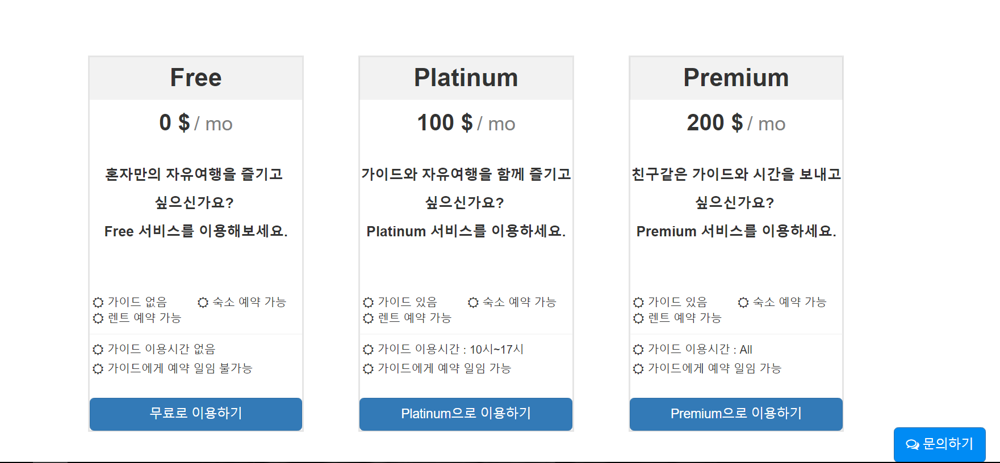 Free
0 $ / mo
혼자만의 자유여행을 즐기고
싶으신가요?
Free 서비스를 이용해보세요.
가이드 없음 숙소 예약 가능
렌트 예약 가능
가이드 이용시간 없음
가이드에게 예약 일임 불가능
무료로 이용하기
Platinum
100 $ / mo
가이드와 자유여행을 함께 즐기고
싶으신가요?
Platinum 서비스를 이용하세요.
가이드 있음 숙소 예약 가능
렌트 예약 가능
가이드 이용시간 : 10시~17시
가이드에게 예약 일임 가능
Platinum으로 이용하기
Premium
200 $ / mo
친구같은 가이드와 시간을 보내고
싶으신가요?
Premium 서비스를 이용하세요.
가이드 있음 숙소 예약 가능
렌트 예약 가능
가이드 이용시간 : All
가이드에게 예약 일임 가능
Premium으로 이용하기
문의하기